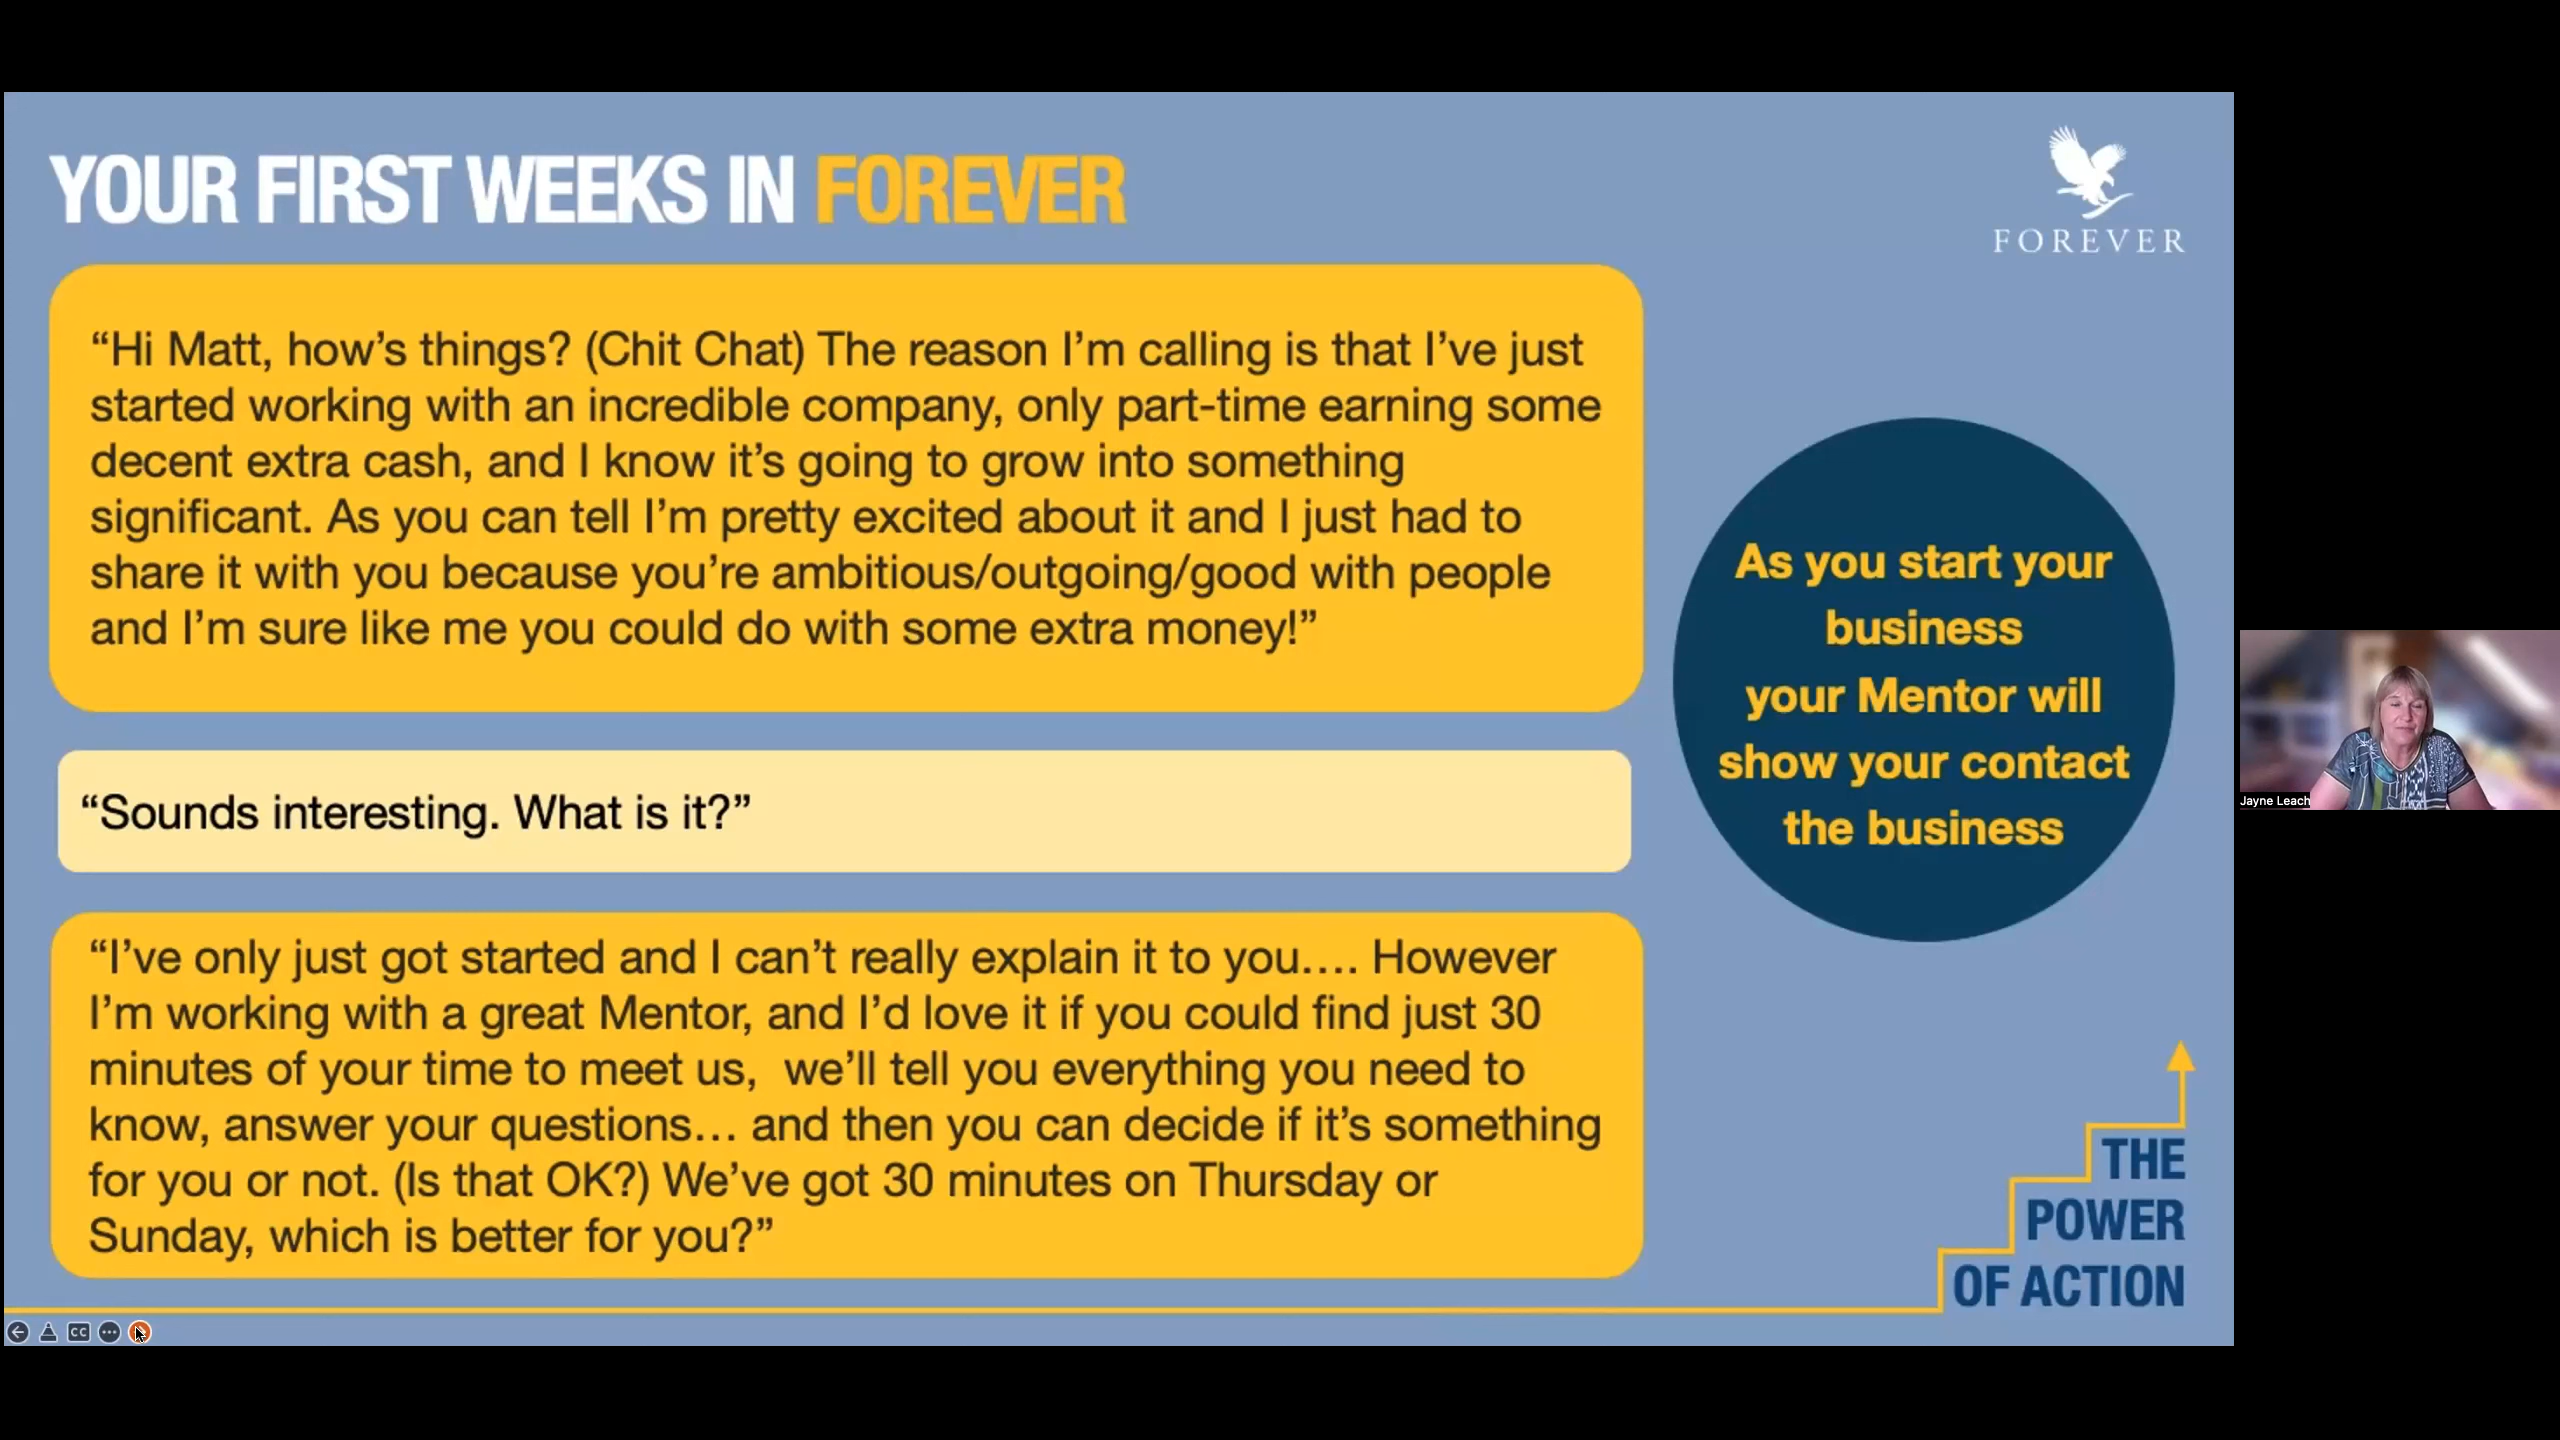 YOUR FIRST WEEKS IN FOREVER
FOREVER
“Hi Matt, how’s things? (Chit Chat) The reason I’m calling is that I’ve just
started working with an incredible company, only part-time earning some
decent extra cash, and I know it’s going to grow into something
significant. As you can tell I’m pretty excited about it and I just had to
share it with you because you’re ambitious/outgoing/good with people
and I’m sure like me you could do with some extra money!”
“Sounds interesting. What is it?”
“I’ve only just got started and I can’t really explain it to you…. However
I’m working with a great Mentor, and I’d love it if you could find just 30
minutes of your time to meet us,  we’ll tell you everything you need to
know, answer your questions… and then you can decide if it’s something
for you or not. (Is that OK?) We’ve got 30 minutes on Thursday or
Sunday, which is better for you?”
As you start your
business
your Mentor will
show your contact
the business
THE
POWER
OF ACTION
CC
Jayne Leach